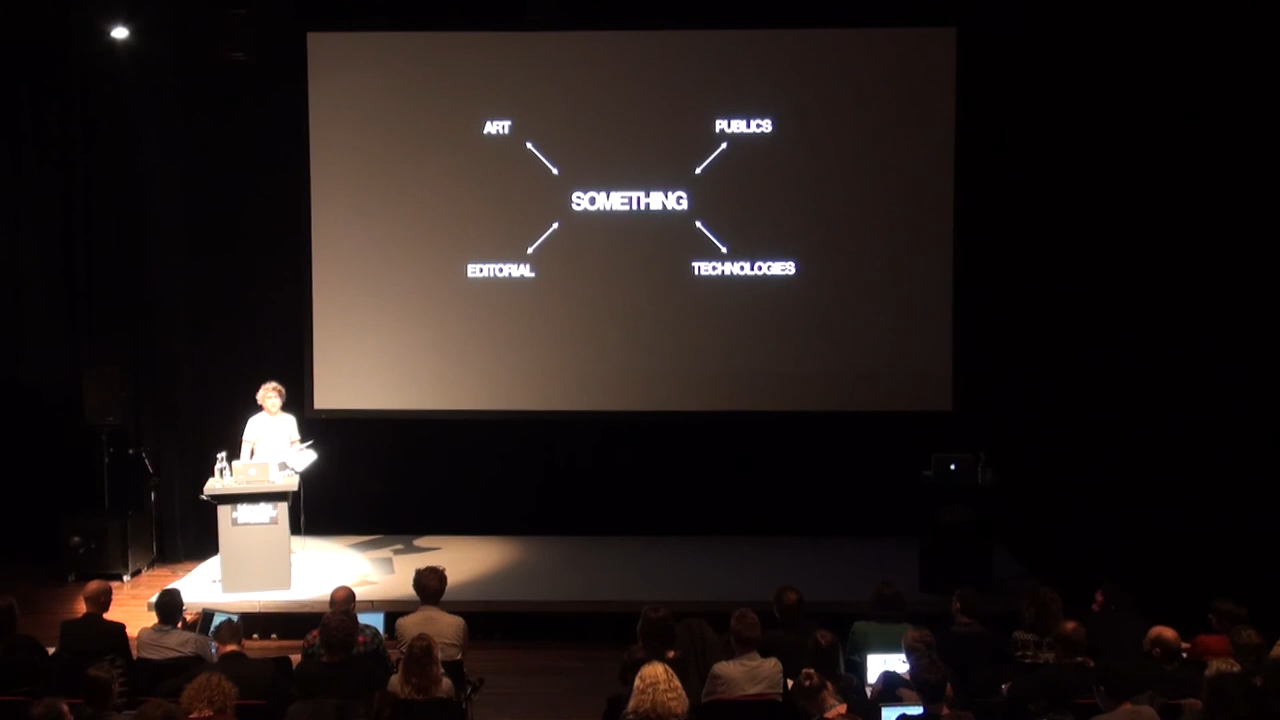 ART
PUBLICS
SOMETHING
EDITORIAL
TECHNOLOGIES